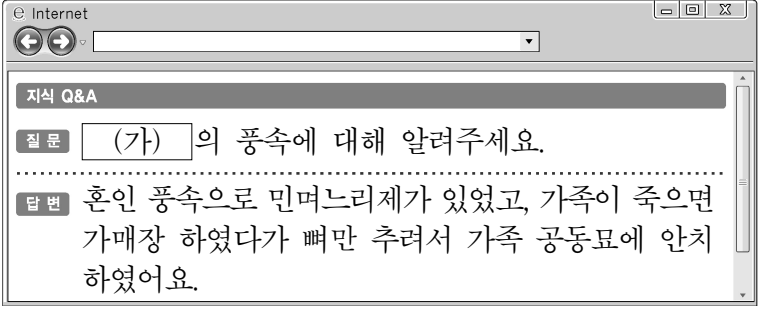 e Internet
지식 Q&A
질문 (가) 의 풍속에 대해 알려주세요.
답변 혼인 풍속으로 민며느리제가 있었고, 가족이 죽으면
가매장 하였다가 뼈만 추려서 가족 공동묘에 안치
하였어요.